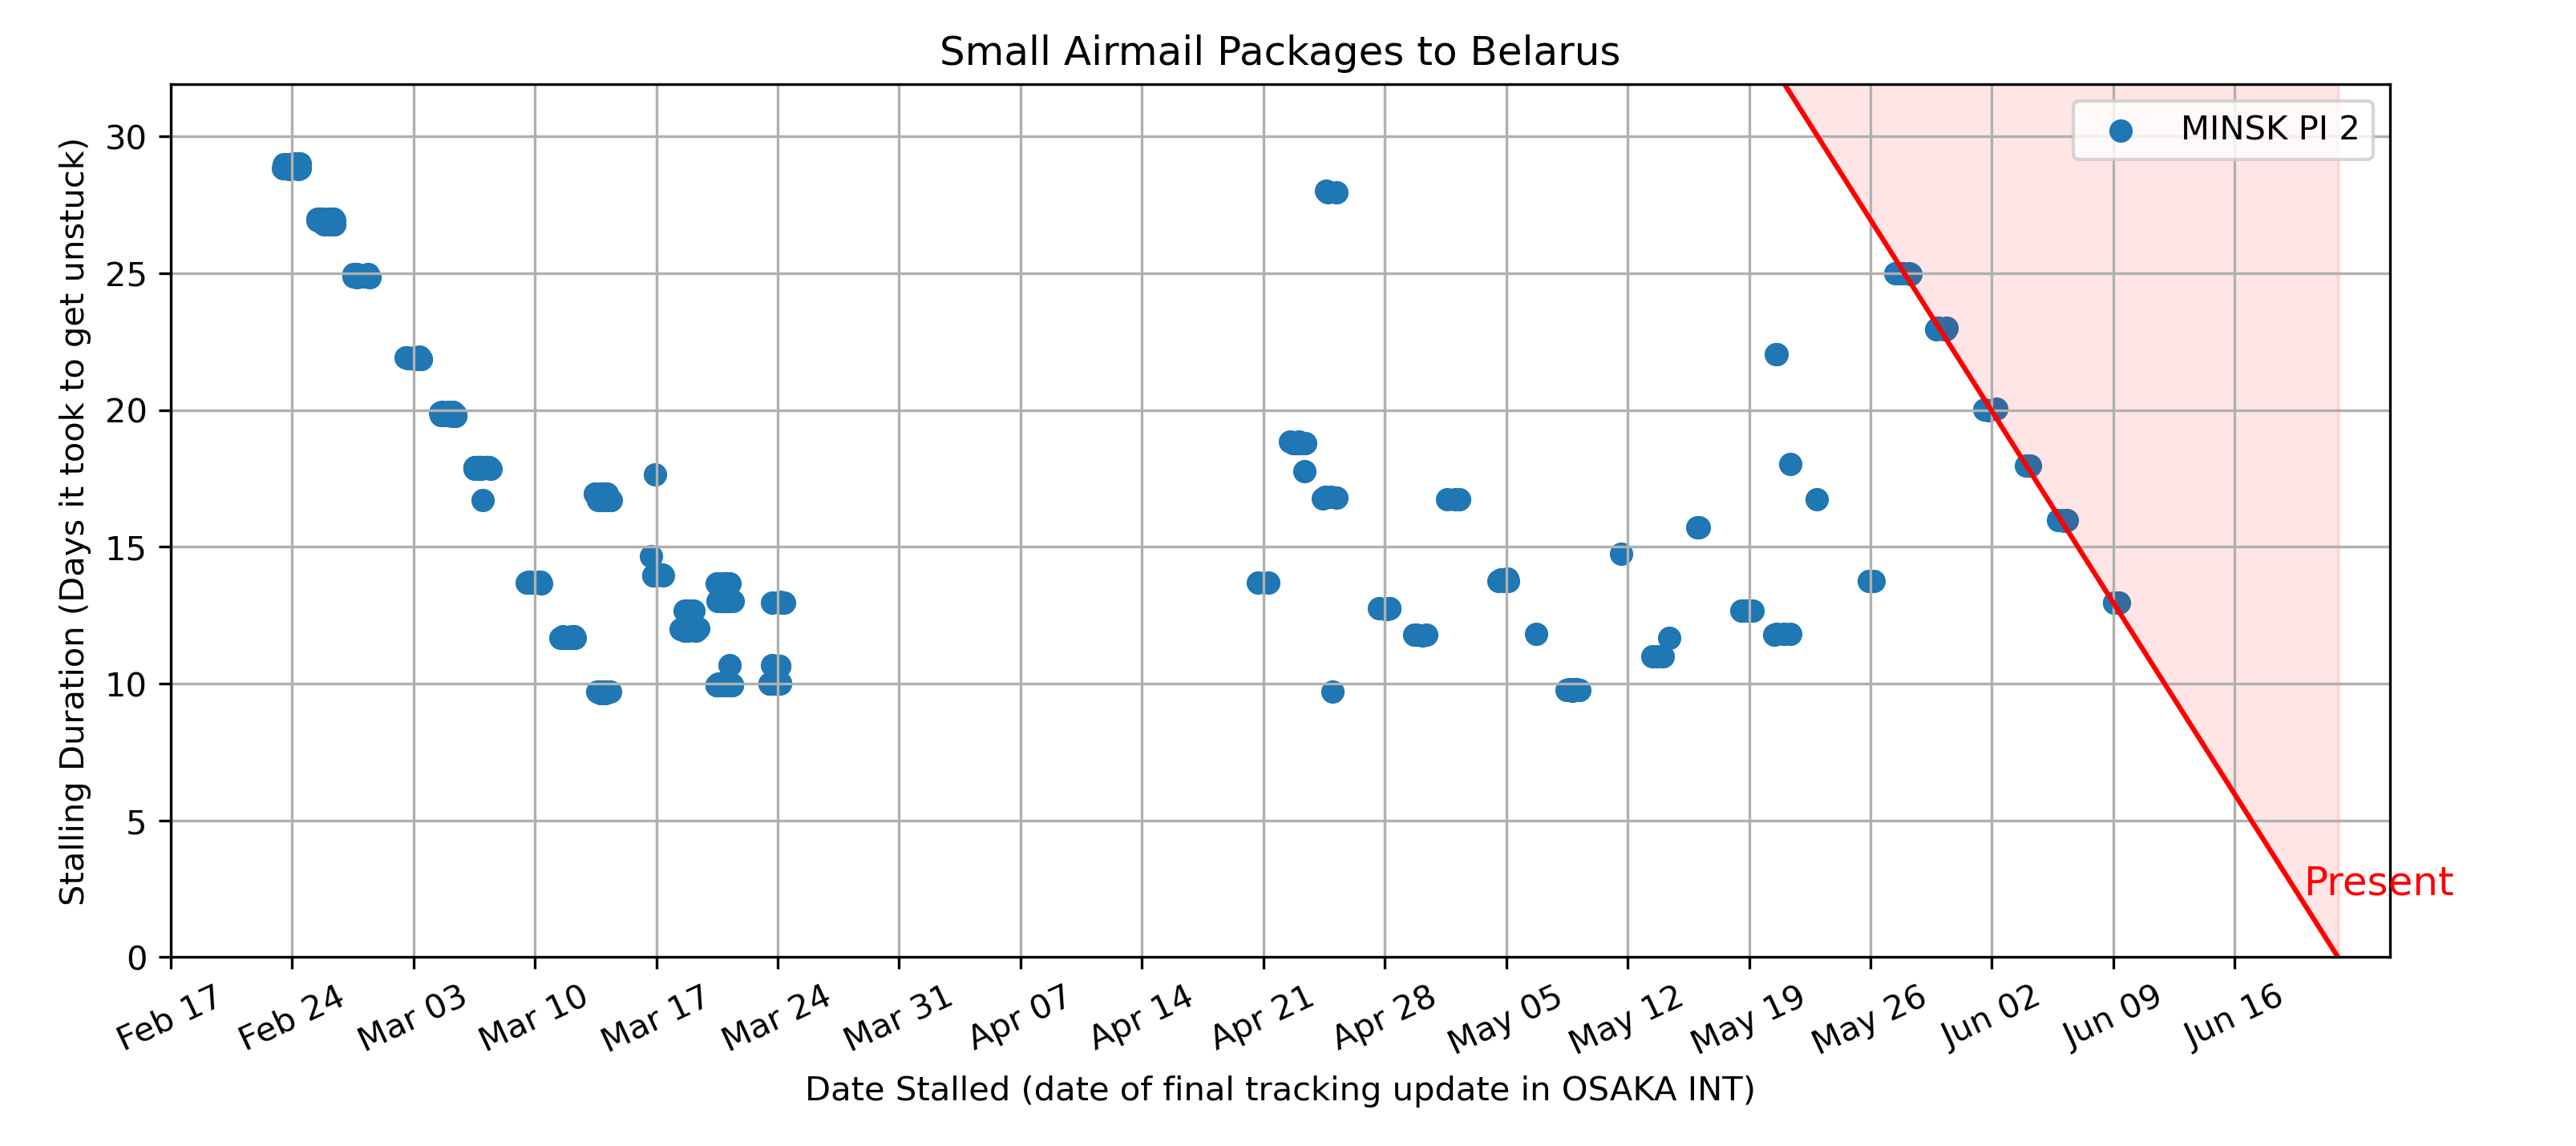 Small Airmail Packages to Belarus
MINSK PI 2
Stalling Duration (Days it took to get unstuck)
30
25
20
15
10
5
0
Present
Feb 17 Feb 24 Mar 03 Mar 10 Mar 17 Mar 24 Mar 31 Apr 07 Apr 14 Apr 21 Apr 28 May 05 May 12 May 19 May 26 Jun 02 Jun 09 Jun 16
Date Stalled (date of final tracking update in OSAKA INT)